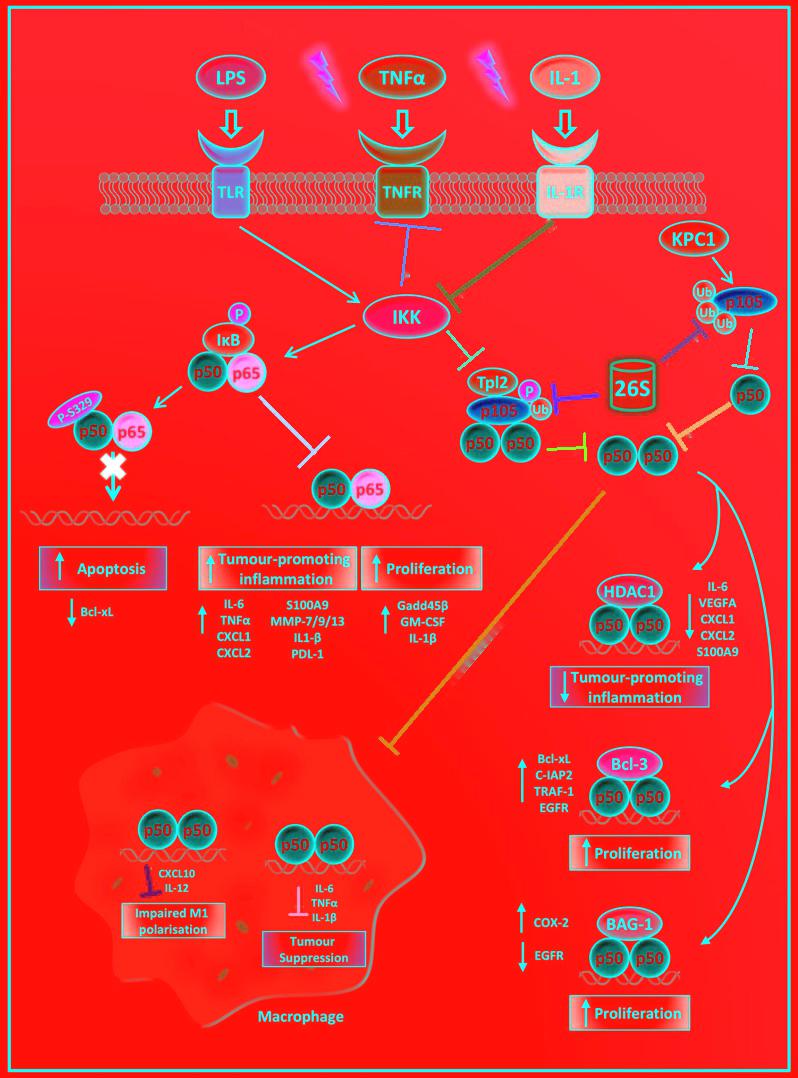 LPS
TNFα
IL-1
TLR
TNFR
IL-1R
KPC1
Ub
Ub
Ub
p105
IKK
P
IκB
p50
p65
Tpl2
P
p105
Ub
p50
p50
26S
p50
p50
p50
P-S329
p50
p65
p50
p65
Apoptosis
Bcl-xL
Tumour-promoting
inflammation
IL-6
TNFα
CXCL1
CXCL2
S100A9
MMP-7/9/13
IL1-β
PDL-1
Proliferation
Gadd45β
GM-CSF
IL-1β
HDAC1
p50
p50
IL-6
VEGFA
CXCL1
CXCL2
S100A9
Tumour-promoting
inflammation
Bcl-xL
C-IAP2
TRAF-1
EGFR
Bcl-3
p50
p50
Proliferation
COX-2
EGFR
BAG-1
p50
p50
Proliferation
p50
p50
CXCL10
IL-12
Impaired M1
polarisation
p50
p50
IL-6
TNFα
IL-1β
Tumour
Suppression
Macrophage